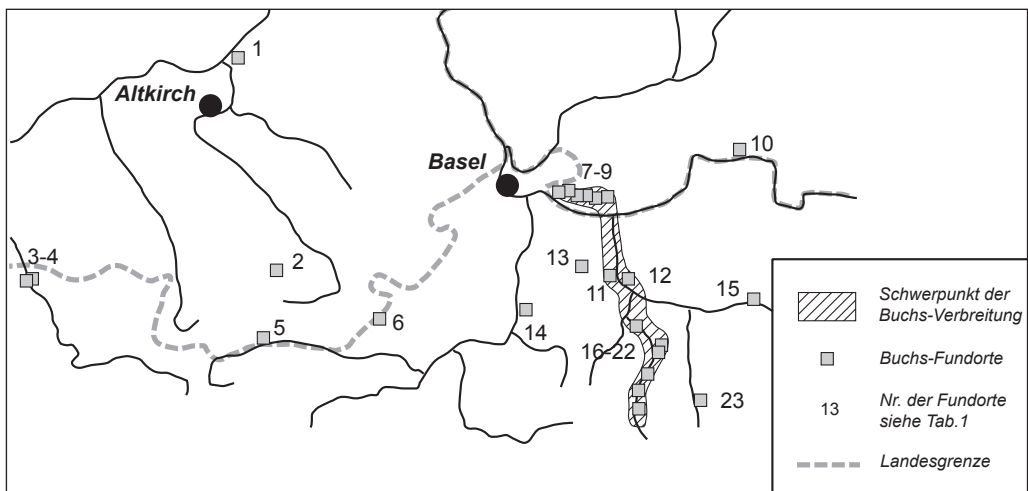 1
Altkirch
Basel
10
7-9
3-4
2
13
12
11
15
5
6
14
16-22
23
Schwerpunkt der
Buchs-Verbreitung
Buchs-Fundorte
13
Nr. der Fundorte
siehe Tab.1
Landesgrenze